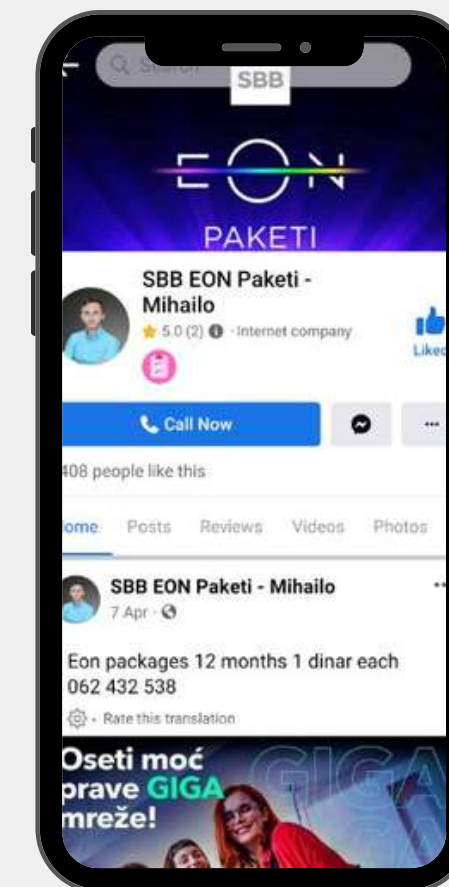 Search
SBB
EON
PAKETI
SBB EON Paketi -
Mihailo
5.0 (2) · Internet company
Liked
Call Now
408 people like this
Home Posts Reviews Videos Photos
SBB EON Paketi - Mihailo
7 Apr ·
Eon packages 12 months 1 dinar each
062 432 538
· Rate this translation
Oseti moć
prave GIGA
mreže!
GIGA
GIGA